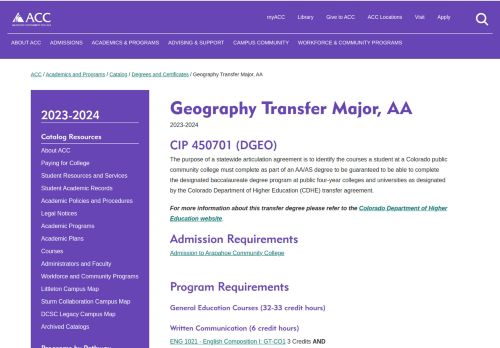 myACC Library Give to ACC ACC Locations Visit Apply
ACC
ABOUT ACC ADMISSIONS ACADEMICS & PROGRAMS ADVISING & SUPPORT CAMPUS COMMUNITY WORKFORCE & COMMUNITY PROGRAMS
ACC / Academics and Programs / Catalog / Degrees and Certificates / Geography Transfer Major, AA
2023-2024
Catalog Resources
About ACC
Paying for College
Student Resources and Services
Student Academic Records
Academic Policies and Procedures
Legal Notices
Academic Programs
Academic Plans
Courses
Administrators and Faculty
Workforce and Community Programs
Littleton Campus Map
Sturm Collaboration Campus Map
DCSC Legacy Campus Map
Archived Catalogs
Programs by Pathway
Geography Transfer Major, AA
2023-2024
CIP 450701 (DGEO)
The purpose of a statewide articulation agreement is to identify the courses a student at a Colorado public
community college must complete as part of an AA/AS degree to be guaranteed to be able to complete
the designated baccalaureate degree program at public four-year colleges and universities as designated
by the Colorado Department of Higher Education (CDHE) transfer agreement.
For more information about this transfer degree please refer to the Colorado Department of Higher
Education website.
Admission Requirements
Admission to Arapahoe Community College
Program Requirements
General Education Courses (32-33 credit hours)
Written Communication (6 credit hours)
ENG 1021 - English Composition I: GT-CO1 3 Credits AND